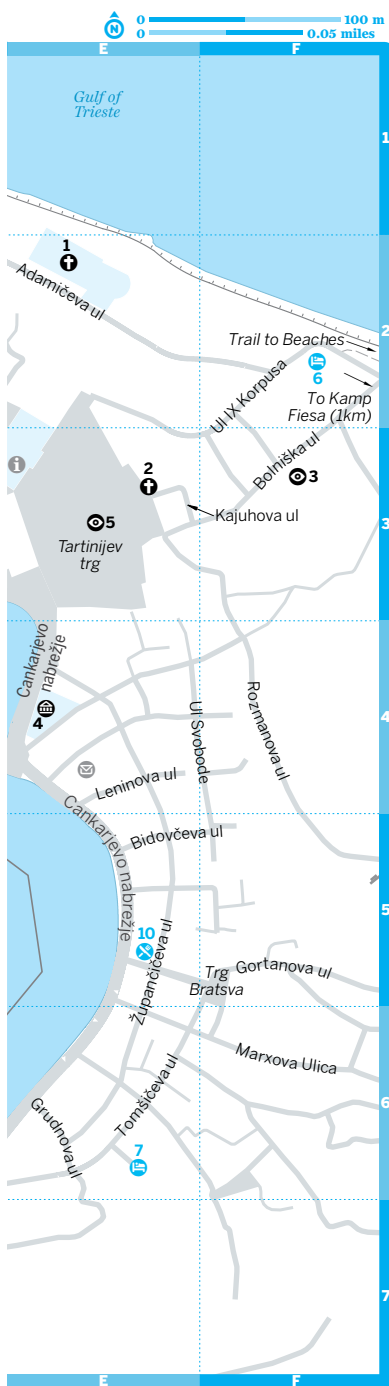 N
0 100 m
0 0.05 miles
E F
Gulf of
Trieste
1
1
Adamičeva ul
2
Trail to Beaches
6
To Kamp
Fiesa (1km)
Ul IX Korpusa
2
Bolniška ul
3
i
5
Kajuhova ul
3
Tartinijev
trg
Cankarjevo
nabrežje
4
Ul Svobode
Rozmanova ul
4
Leninova ul
Cankarjevo nabrežje
Bidovčeva ul
5
10
Župančičeva ul
Trg
Bratsva
Gortanova ul
Marxova Ulica
Tomšičeva ul
Grudnova ul
6
7
7
E F